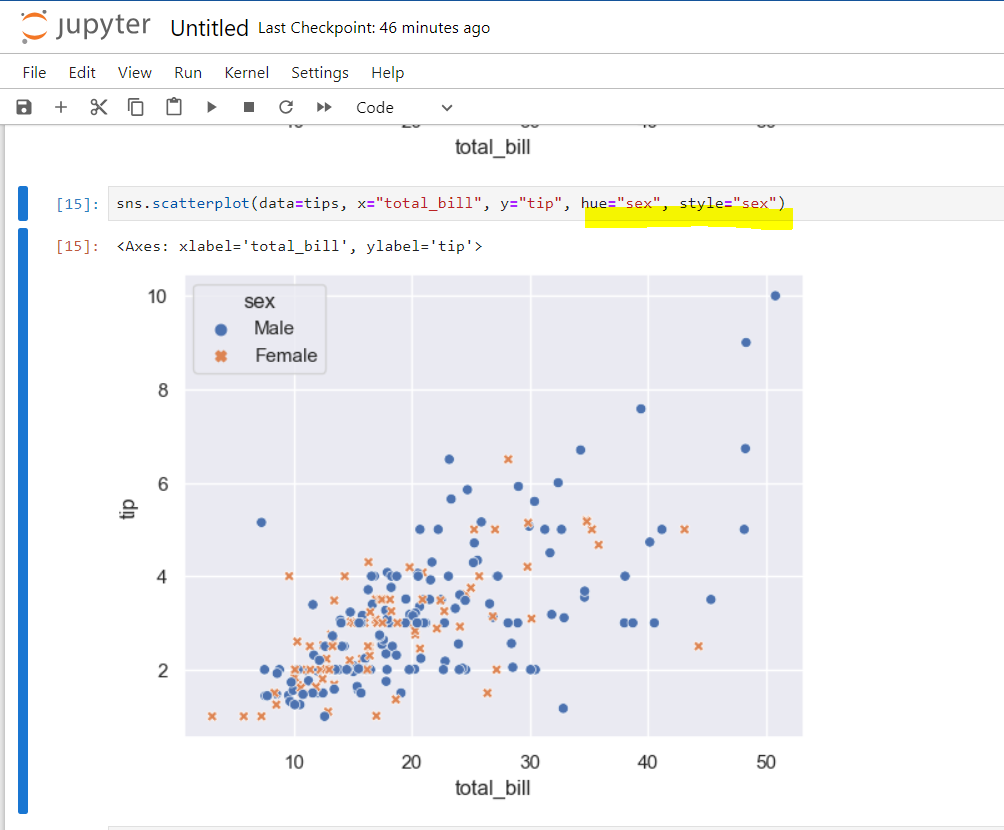 jupyter Untitled Last Checkpoint: 46 minutes ago
File Edit View Run Kernel Settings Help
Code
total_bill
[15]: sns.scatterplot(data=tips, x="total_bill", y="tip", hue="sex", style="sex")
[15]: <Axes: xlabel='total_bill', ylabel='tip'>
sex
Male
Female
10
8
6
4
2
tip
10 20 30 40 50
total_bill